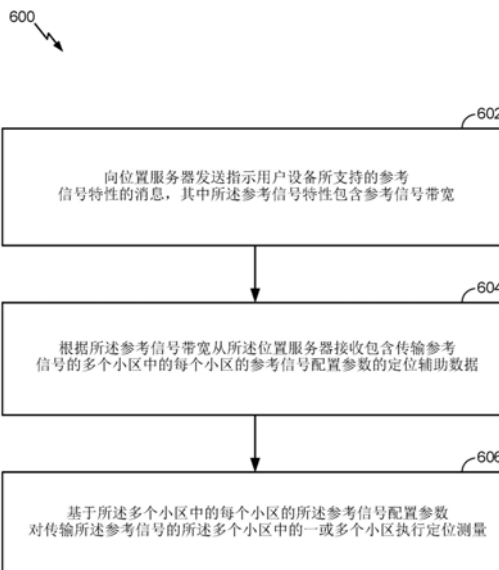 600
602
向位置服务器发送指示用户设备所支持的参考
信号特性的消息，其中所述参考信号特性包含参考信号带宽
604
根据所述参考信号带宽从所述位置服务器接收包含传输参考
信号的多个小区中的每个小区的参考信号配置参数的定位辅助数据
606
基于所述多个小区中的每个小区的所述参考信号配置参数
对传输所述参考信号的所述多个小区中的一或多个小区执行定位测量